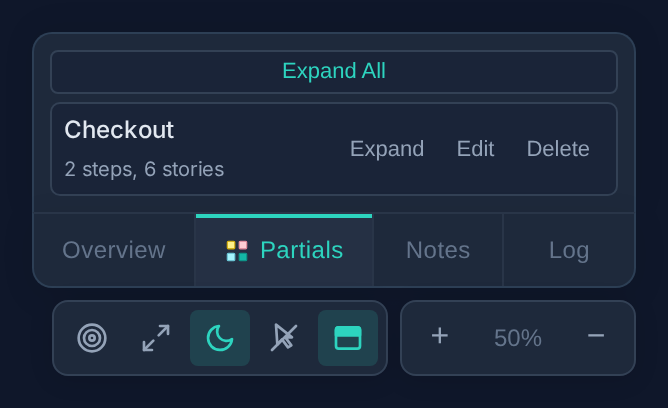 Expand All
Checkout
2 steps, 6 stories
Expand Edit Delete
Overview Partials Notes Log
+ 50% −